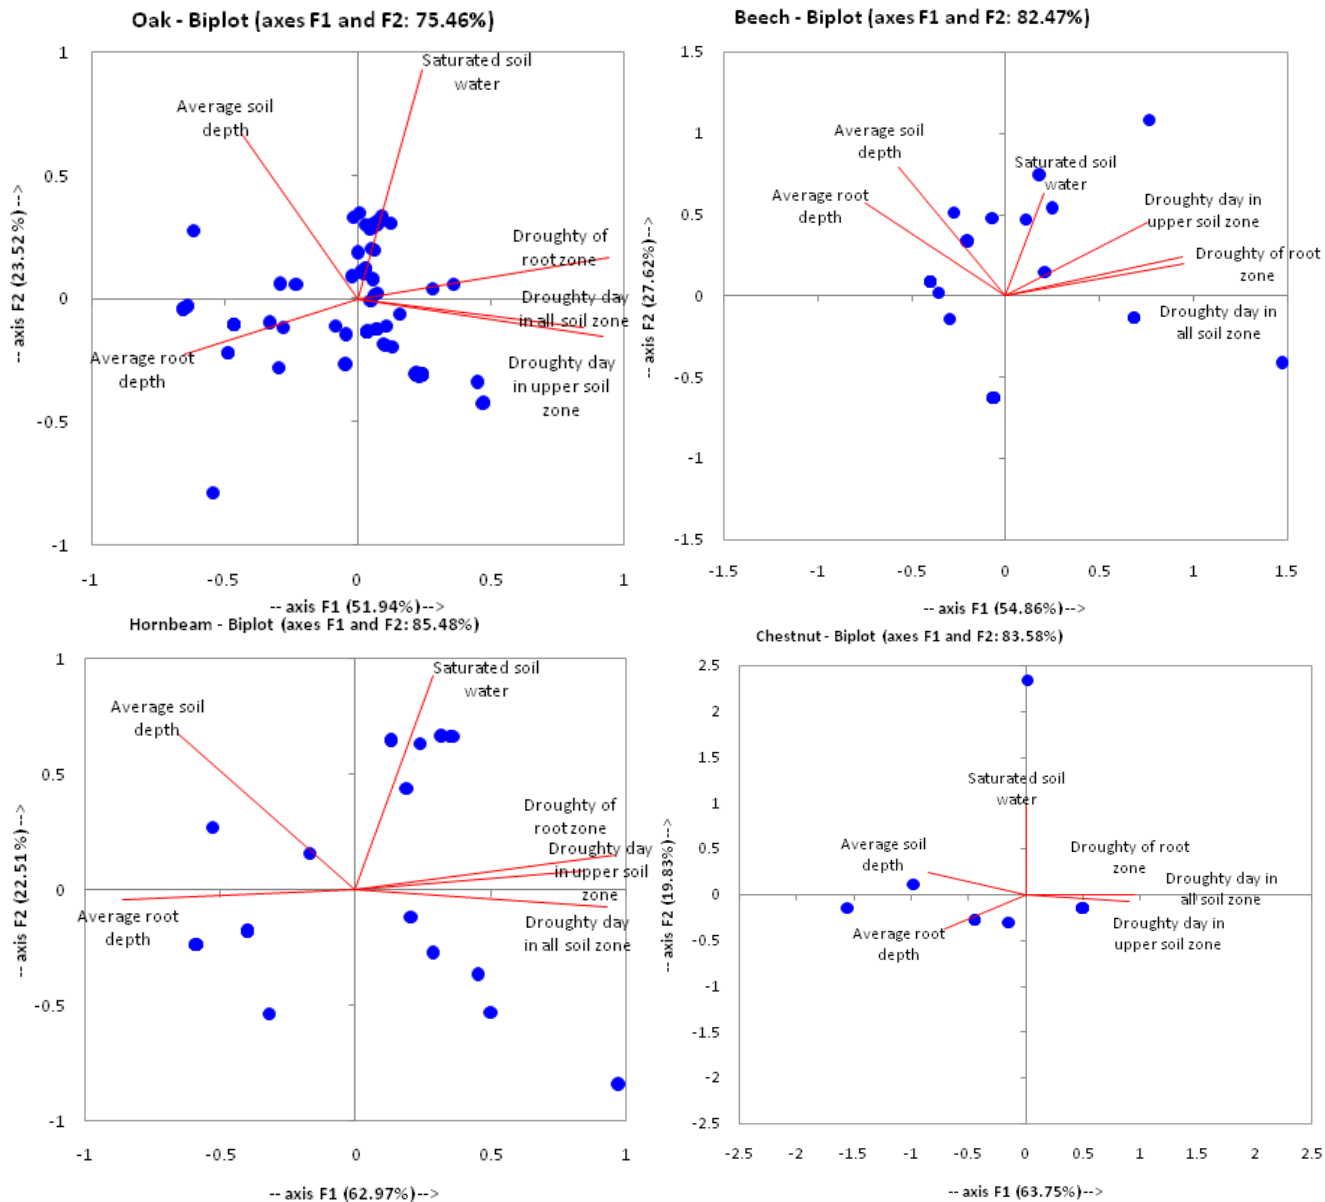 Oak - Biplot (axes F1 and F2: 75.46%)
1
0.5
0
-0.5
-1
-- axis F2 (23.52%)-->
Saturated soil
water
Average soil
depth
Droughty of
root zone
Droughty day
in all soil zone
Average root
depth
Droughty day
in upper soil
zone
-1
-0.5
0
0.5
1
-- axis F1 (51.94%)-->
Beech - Biplot (axes F1 and F2: 82.47%)
1.5
1
0.5
0
-0.5
-1
-1.5
-- axis F2 (27.62%)-->
Average soil
depth
Saturated soil
water
Average root
depth
Droughty day in
upper soil zone
Droughty of root
zone
Droughty day in
all soil zone
-1.5
-1
-0.5
0
0.5
1
1.5
-- axis F1 (54.86%)-->
Hornbeam - Biplot (axes F1 and F2: 85.48%)
1
0.5
0
-0.5
-1
-- axis F2 (22.51%)-->
Saturated soil
water
Average soil
depth
Droughty of
root zone
Droughty day
in upper soil
zone
Average root
depth
Droughty day
in all soil zone
-1
-0.5
0
0.5
1
-- axis F1 (62.97%)-->
Chestnut - Biplot (axes F1 and F2: 83.58%)
2.5
2
1.5
1
0.5
0
-0.5
-1
-1.5
-2
-2.5
-- axis F2 (19.83%)-->
Saturated soil
water
Average soil
depth
Droughty of root
zone
Droughty day in
all soil zone
Average root
depth
Droughty day in
upper soil zone
-2.5
-2
-1.5
-1
-0.5
0
0.5
1
1.5
2
2.5
-- axis F1 (63.75%)-->